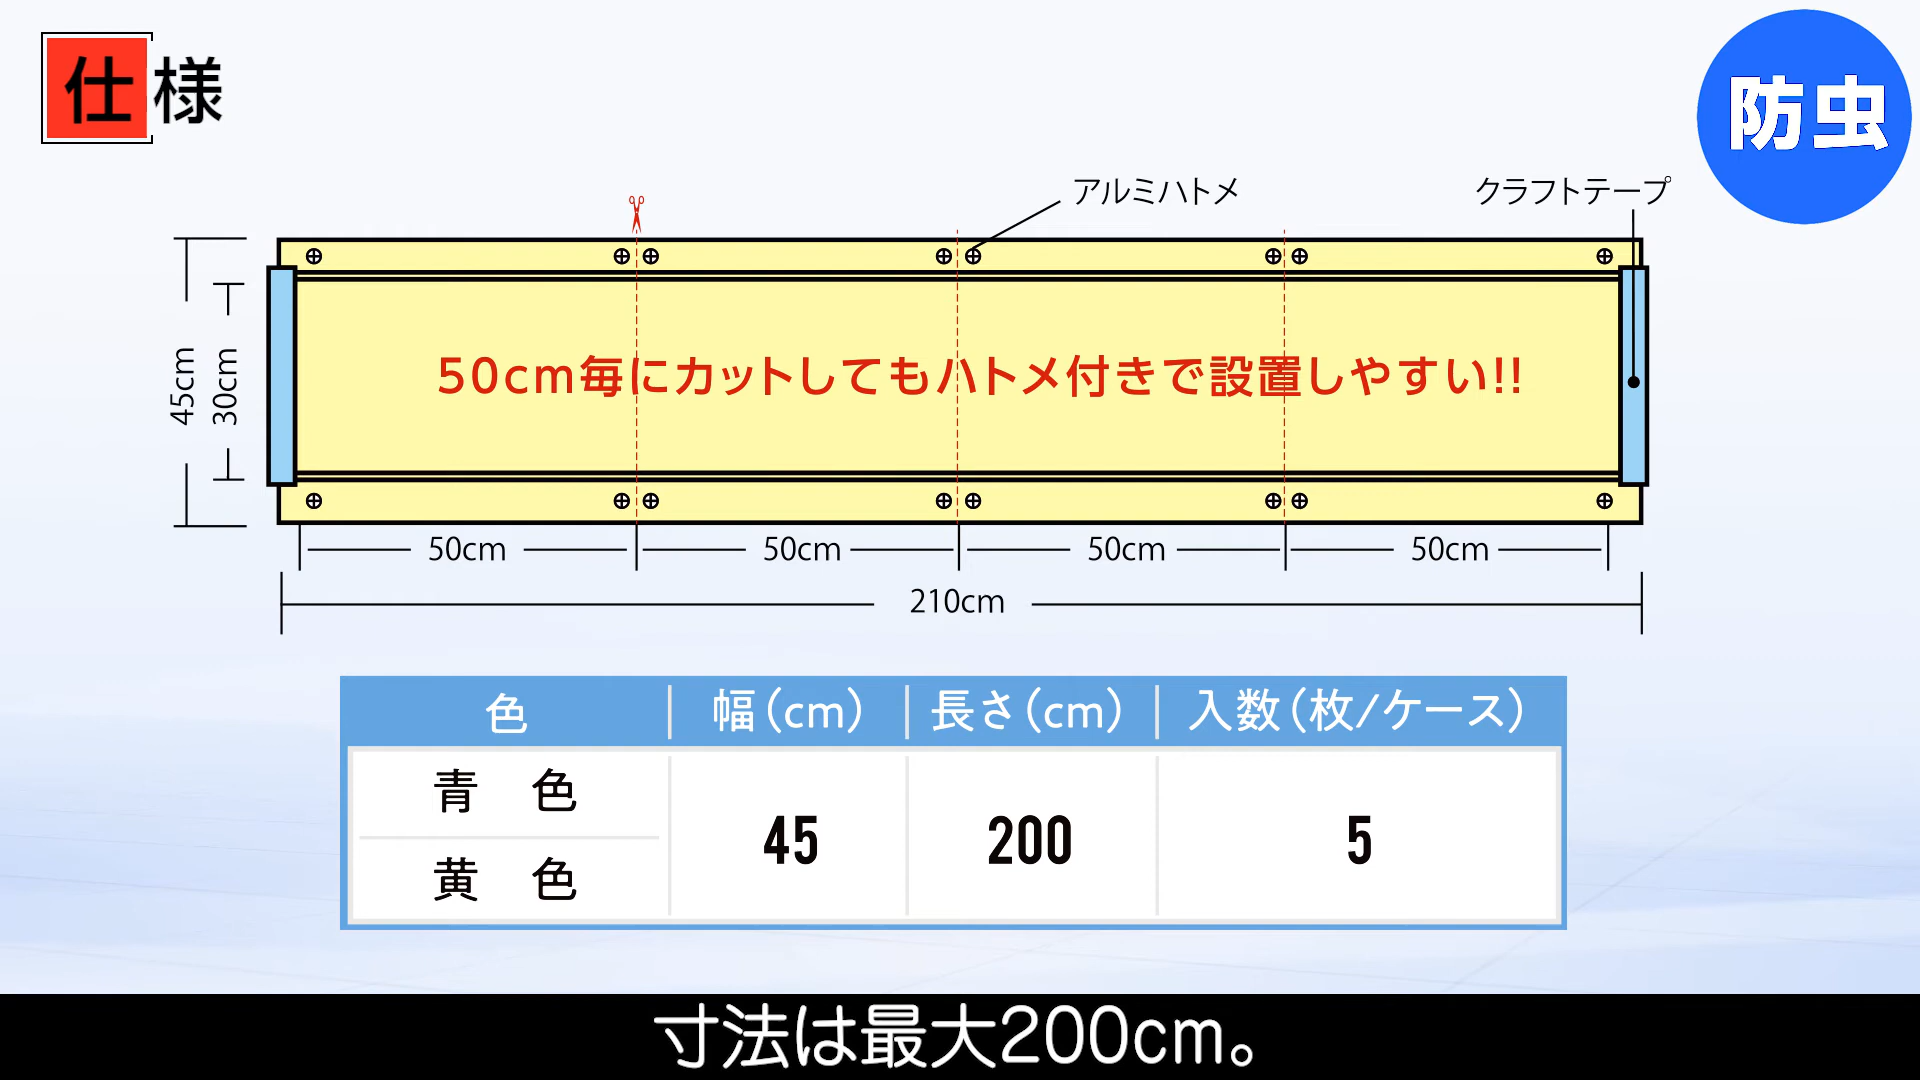 仕様
防虫
アルミハトメ
クラフトテープ
45cm
30cm
50cm毎にカットしてもハトメ付きで設置しやすい!!
50cm 50cm 50cm 50cm
210cm
色 幅(cm) 長さ(cm) 入数(枚/ケース)
青 色
45 200 5
黄 色
寸法は最大200cm。